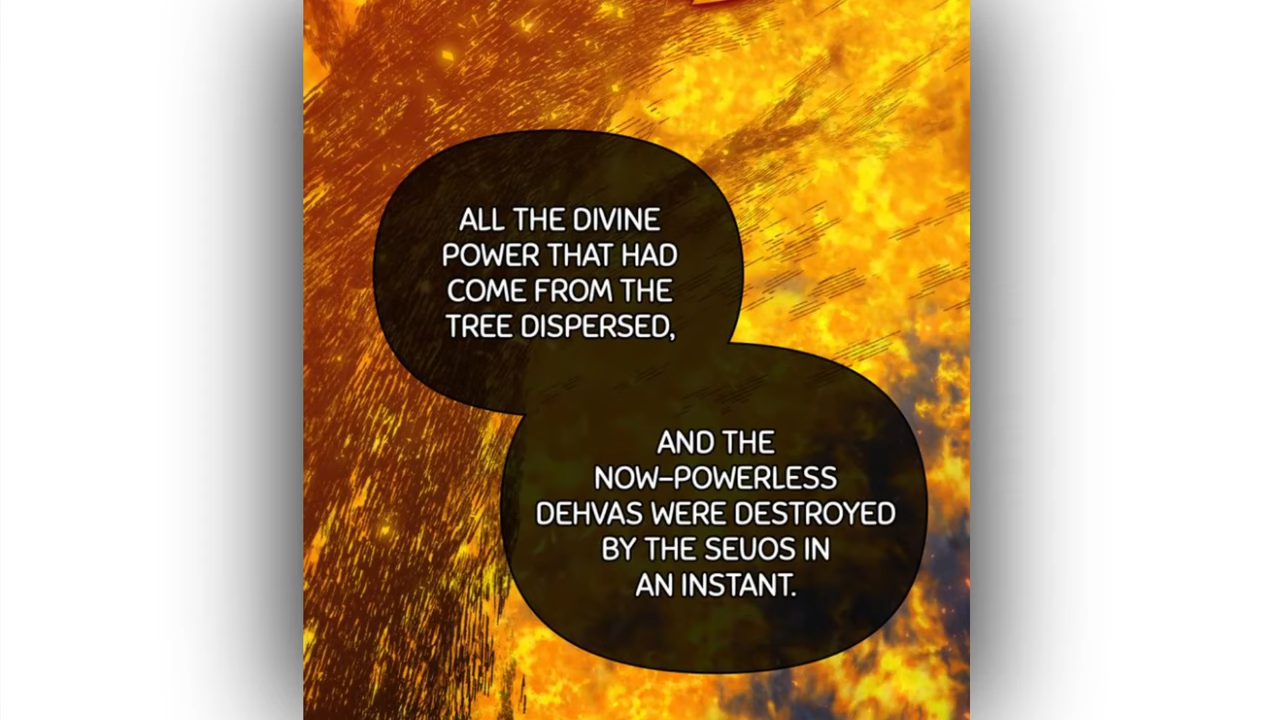 ALL THE DIVINE
POWER THAT HAD
COME FROM THE
TREE DISPERSED,
AND THE
NOW-POWERLESS
DEHVAS WERE DESTROYED
BY THE SEUOS IN
AN INSTANT.